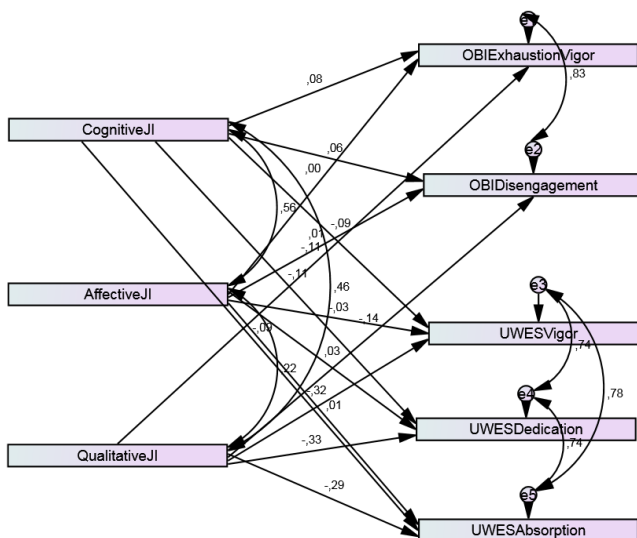 e1
OBIExhaustionVigor
,08
,83
CognitiveJI
,06
e2
,00
OBIDisengagement
,56
,01
-,09
-,11
-,11
,46
AffectiveJI
-,03
-,14
e3
-,09
UWESVigor
,03
,74
,22
-,32
,01
e4
,78
UWESDedication
,74
QualitativeJI
-,33
-,29
e5
UWESAbsorption